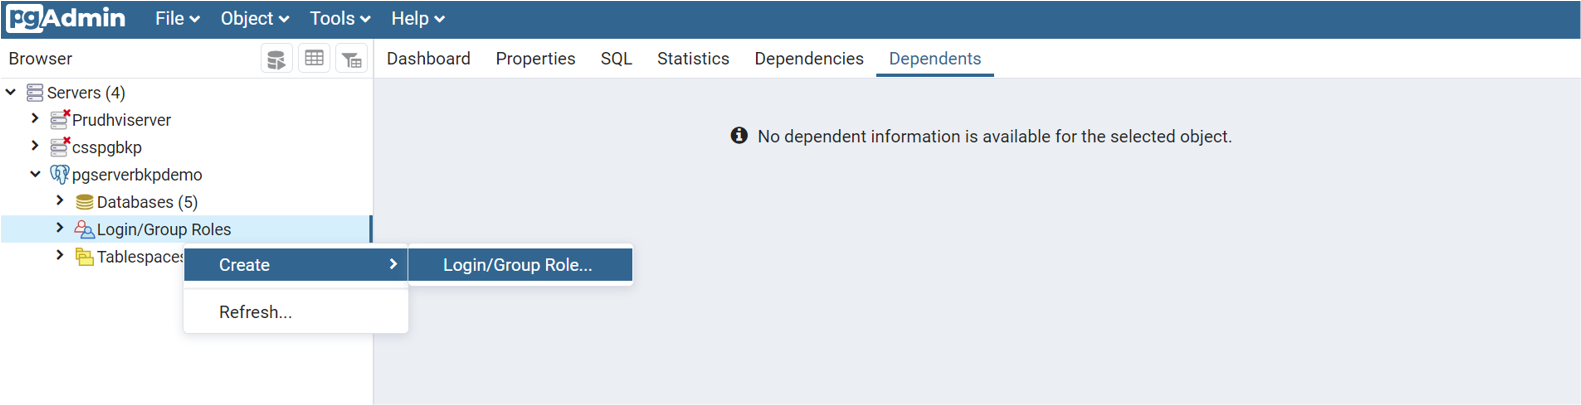 pgAdmin File Object Tools Help
Browser Dashboard Properties SQL Statistics Dependencies Dependents
Servers (4)
Prudhviserver
No dependent information is available for the selected object.
csspgbkp
pgserverbkpdemo
Databases (5)
Login/Group Roles
Tablespaces
Create Login/Group Role...
Refresh...